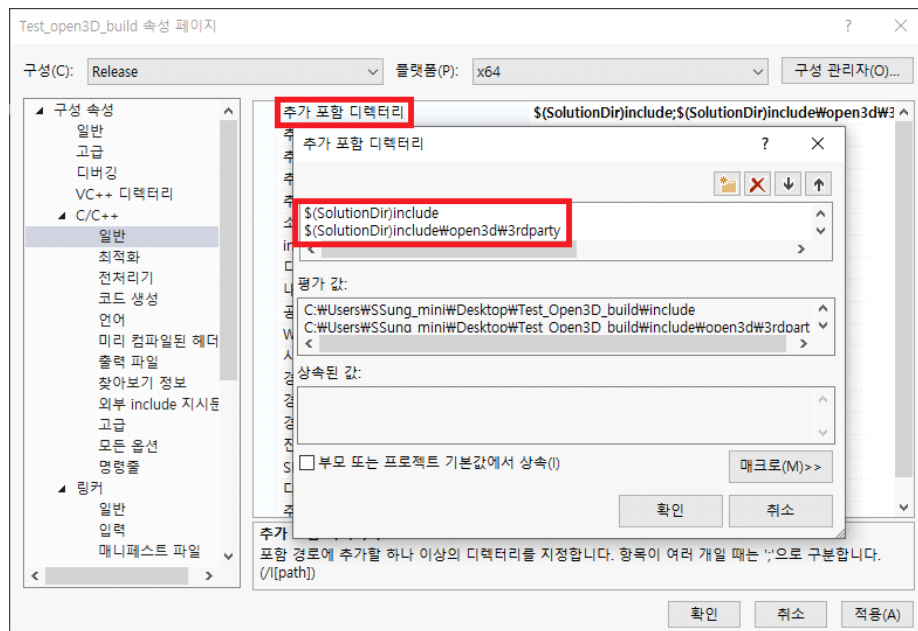 Test_open3D_build 속성 페이지
?
구성(C):
Release
플랫폼(P):
x64
구성 관리자(O)...
구성 속성
일반
고급
디버깅
VC++ 디렉터리
C/C++
일반
최적화
전처리기
코드 생성
언어
미리 컴파일된 헤더
출력 파일
찾아보기 정보
외부 include 지시문
고급
모든 옵션
명령줄
링커
일반
입력
매니페스트 파일
추가 포함 디렉터리
$(SolutionDir)include;$(SolutionDir)include₩open3d₩3
추가 포함 디렉터리
?
$(SolutionDir)include
$(SolutionDir)include₩open3d₩3rdparty
평가 값:
C:₩Users₩SSung_mini₩Desktop₩Test_Open3D_build₩include
C:₩Users₩SSung_mini₩Desktop₩Test_Open3D_build₩include₩open3d₩3rdpart
상속된 값:
부모 또는 프로젝트 기본값에서 상속(I)
매크로(M)>>
확인
취소
추가
포함 경로에 추가할 하나 이상의 디렉터리를 지정합니다. 항목이 여러 개일 때는 ';'으로 구분합니다.
(/I[path])
확인
취소
적용(A)